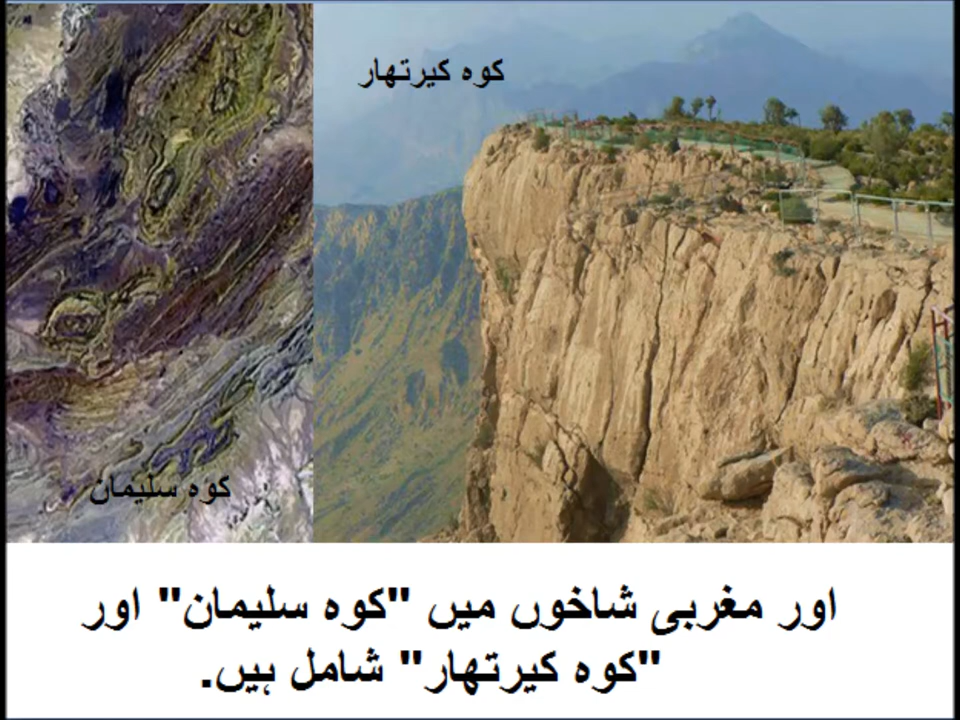 کوہ کیرتھار
کوہ سلیمان
اور مغربی شاخوں میں "کوہ سلیمان" اور
"کوہ کیرتھار" شامل ہیں.